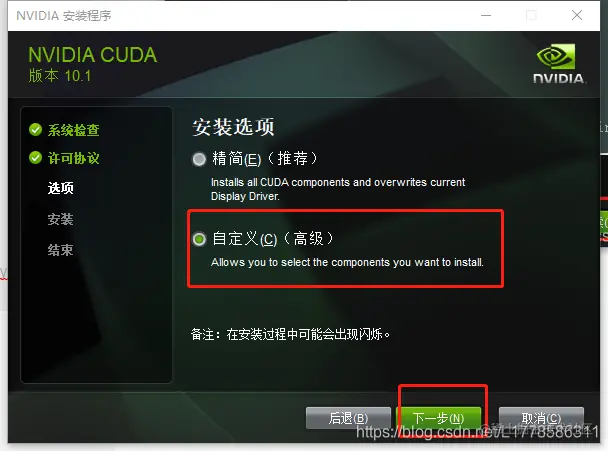 NVIDIA 安装程序
NVIDIA CUDA
版本 10.1
NVIDIA.
系统检查
许可协议
选项
安装
结束
安装选项
精简(E)（推荐）
Installs all CUDA components and overwrites current
Display Driver.
自定义(C)（高级）
Allows you to select the components you want to install.
备注：在安装过程中可能会出现闪烁。
后退(B)
下一步(N)
取消(C)
https://blog.csdn.net/L1778586311